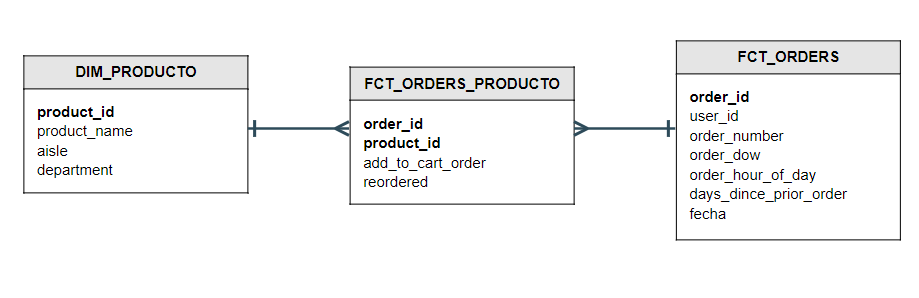 DIM_PRODUCTO
product_id
product_name
aisle
department
FCT_ORDERS_PRODUCTO
order_id
product_id
add_to_cart_order
reordered
FCT_ORDERS
order_id
user_id
order_number
order_dow
order_hour_of_day
days_dince_prior_order
fecha